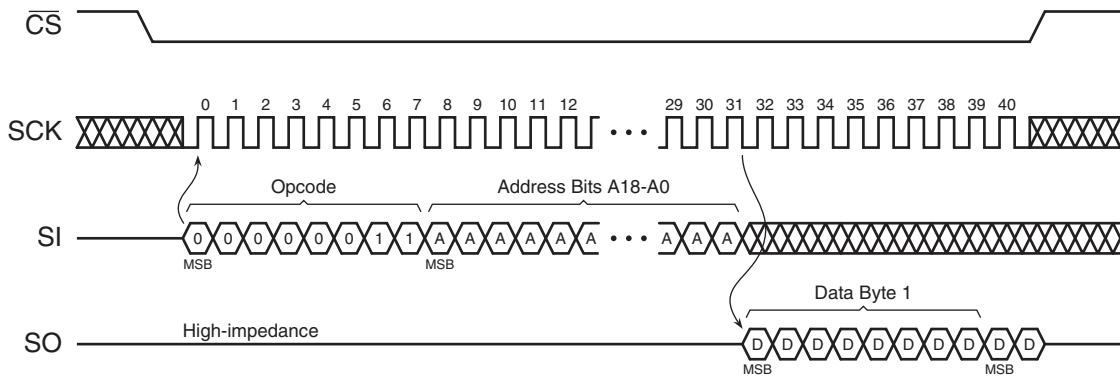 CS
0 1 2 3 4 5 6 7 8 9 10 11 12 29 30 31 32 33 34 35 36 37 38 39 40
SCK
Opcode Address Bits A18-A0
SI 0 0 0 0 0 0 1 1 A A A A A A A A A
MSB MSB
Data Byte 1
High-impedance
SO D D D D D D D D D D
MSB MSB